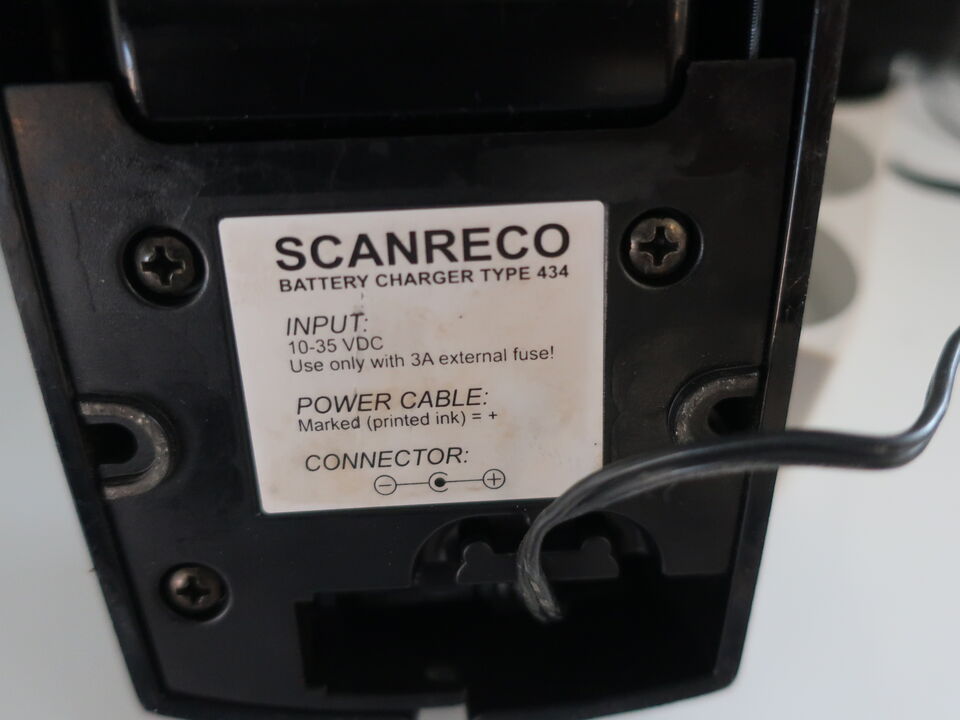 SCANRECO
BATTERY CHARGER TYPE 434
INPUT:
10-35 VDC
Use only with 3A external fuse!
POWER CABLE:
Marked (printed ink) = +
CONNECTOR:
− +